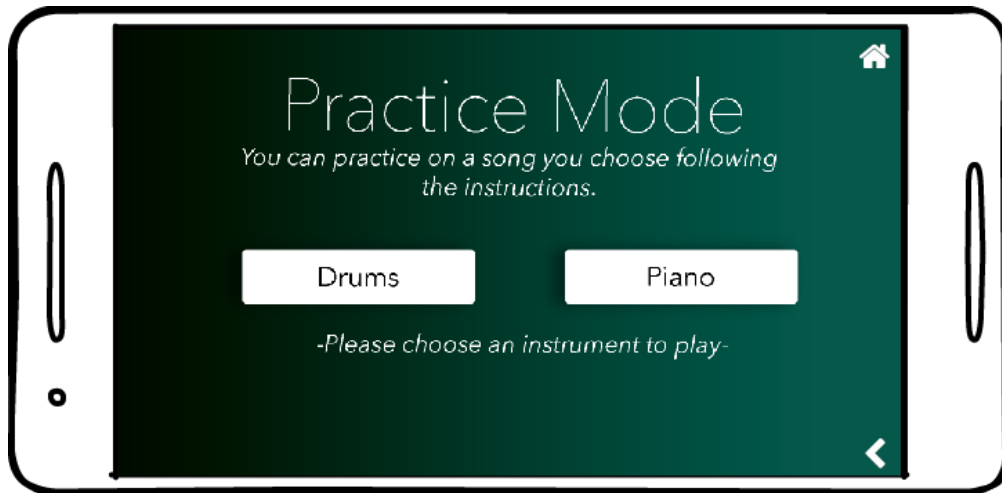 Practice Mode
You can practice on a song you choose following
the instructions.
Drums
Piano
-Please choose an instrument to play-